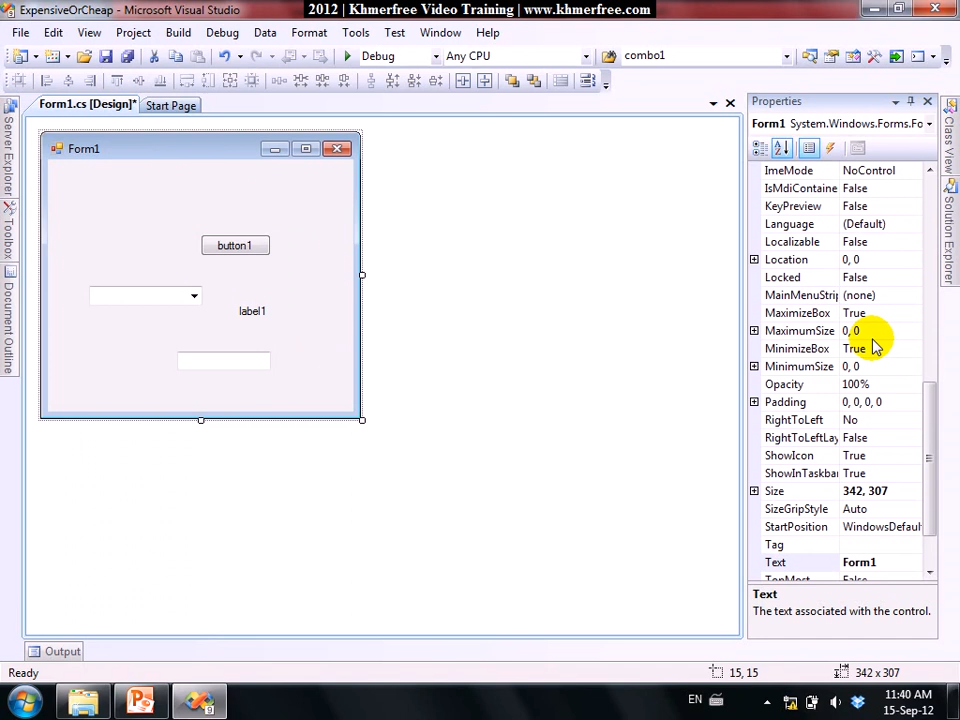 ExpensiveOrCheap - Microsoft Visual Studio
2012 | Khmerfree Video Training | www.khmerfree.com
File Edit View Project Build Debug Data Format Tools Test Window Help
Debug Any CPU combo1
Form1.cs [Design]* Start Page
Server Explorer
Toolbox
Document Outline
Form1
button1
label1
Properties
Form1 System.Windows.Forms.Fo
ImeMode NoControl
IsMdiContaine False
KeyPreview False
Language (Default)
Localizable False
Location 0, 0
Locked False
MainMenuStrip (none)
MaximizeBox True
MaximumSize 0, 0
MinimizeBox True
MinimumSize 0, 0
Opacity 100%
Padding 0, 0, 0, 0
RightToLeft No
RightToLeftLay False
ShowIcon True
ShowInTaskbar True
Size 342, 307
SizeGripStyle Auto
StartPosition WindowsDefaul
Tag
Text Form1
TopMost False
Text
The text associated with the control.
Class View
Solution Explorer
Output
Ready 15, 15 342 x 307
EN 11:40 AM
15-Sep-12